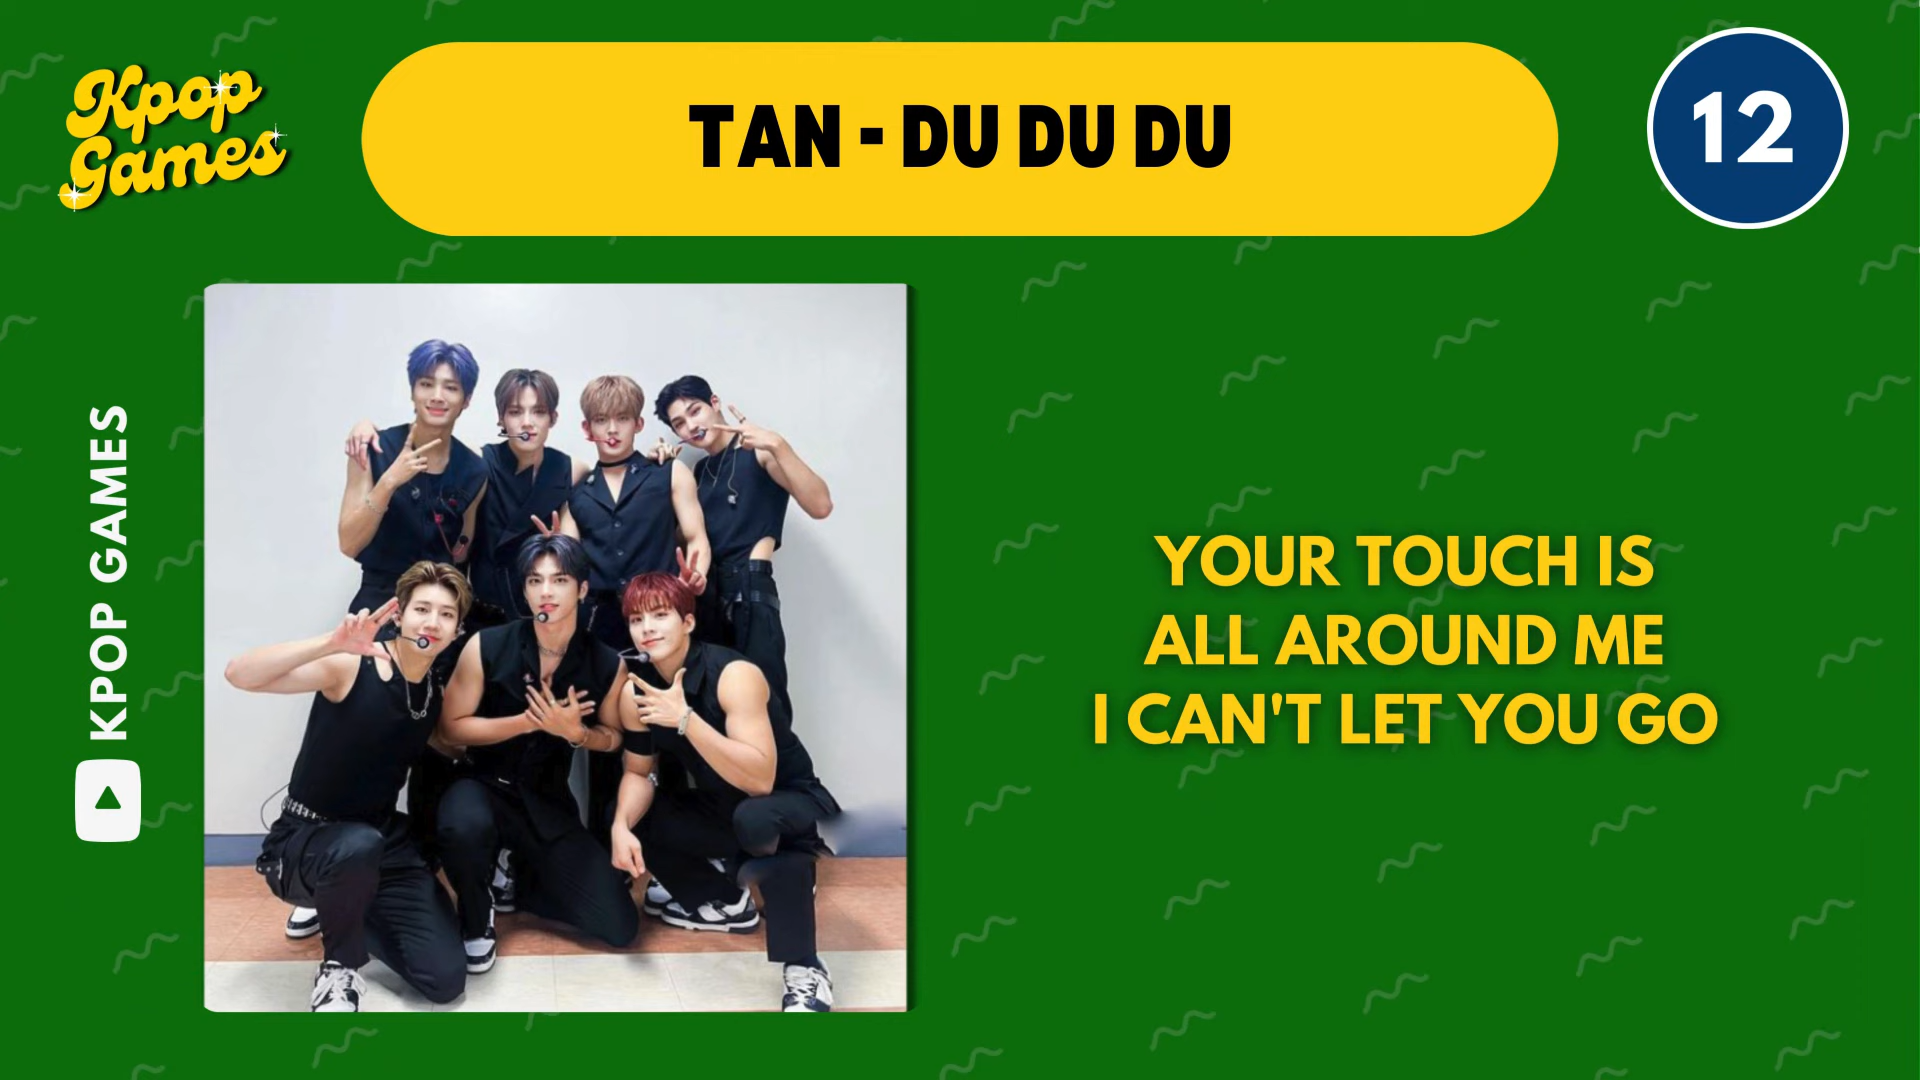 Kpop
Games
TAN - DU DU DU
12
KPOP GAMES
YOUR TOUCH IS
ALL AROUND ME
I CAN'T LET YOU GO